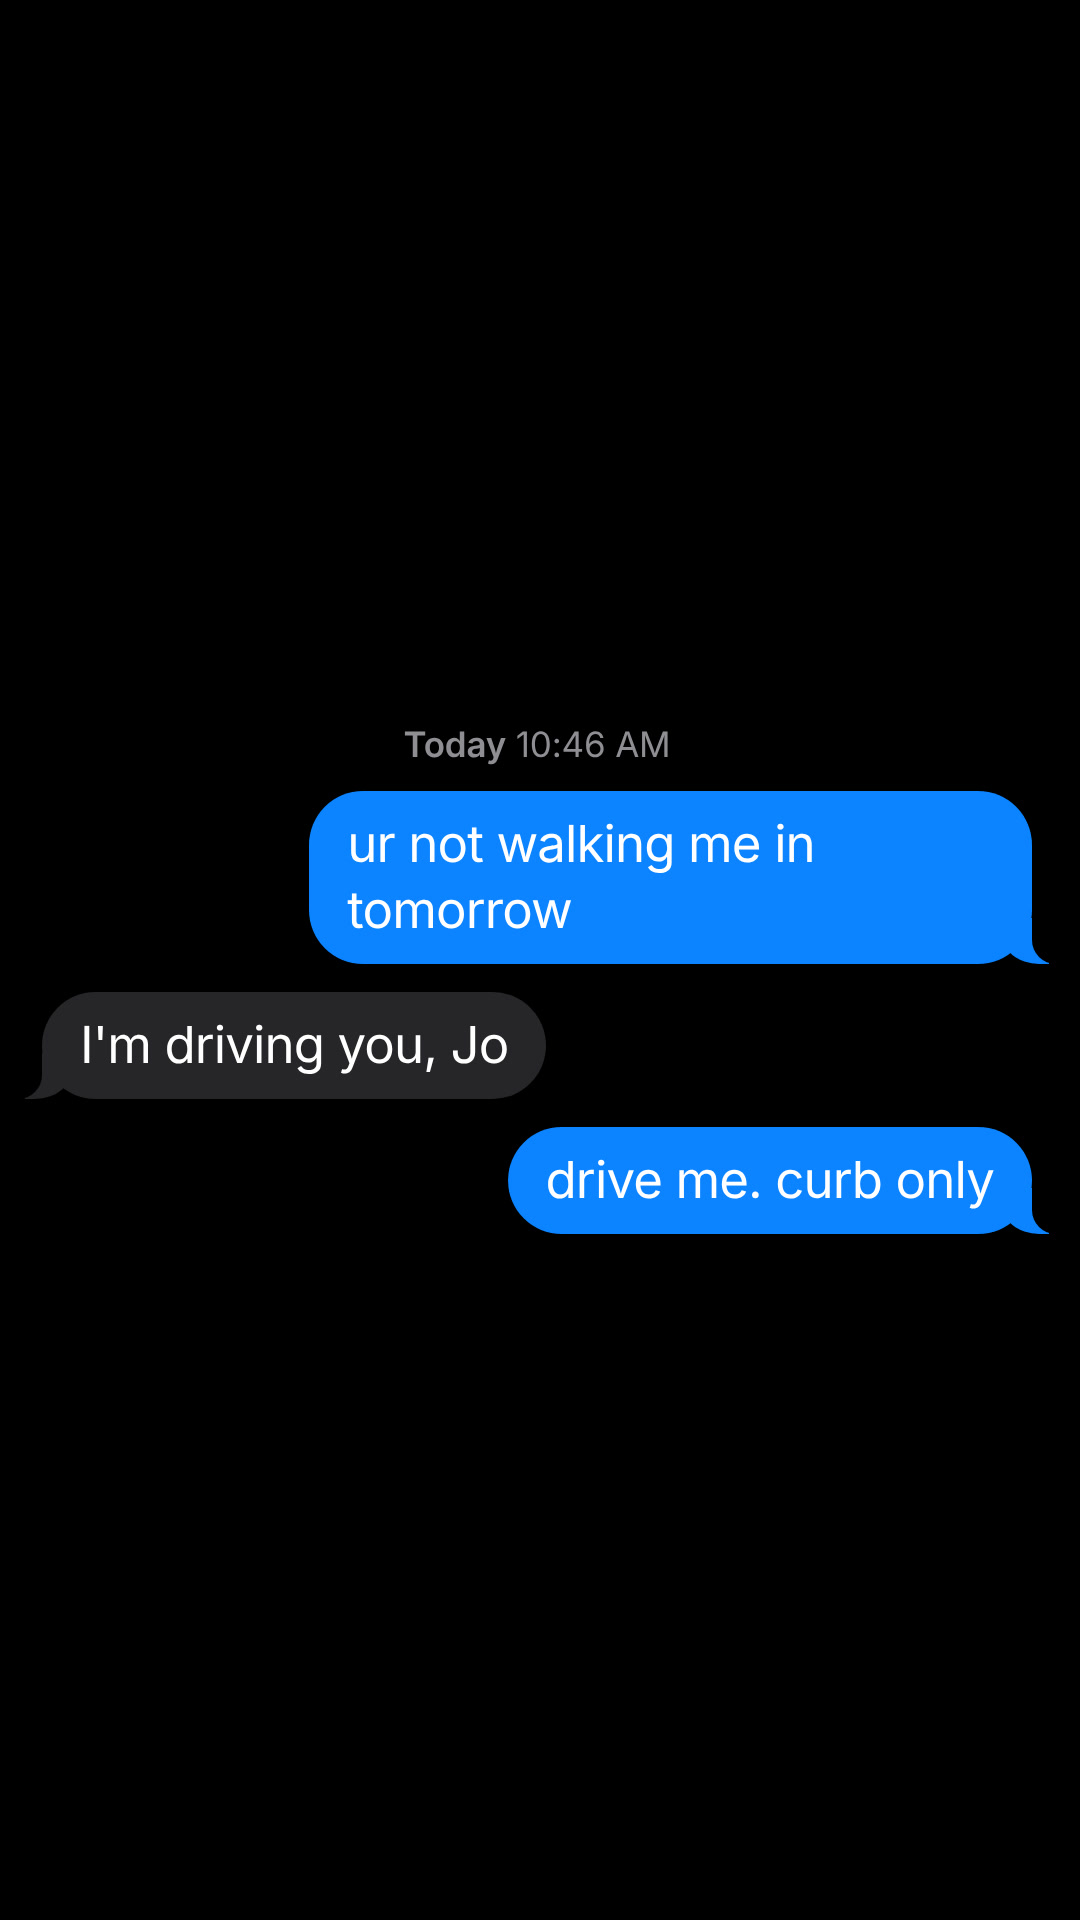 Today 10:46 AM
ur not walking me in
tomorrow
I'm driving you, Jo
drive me. curb only